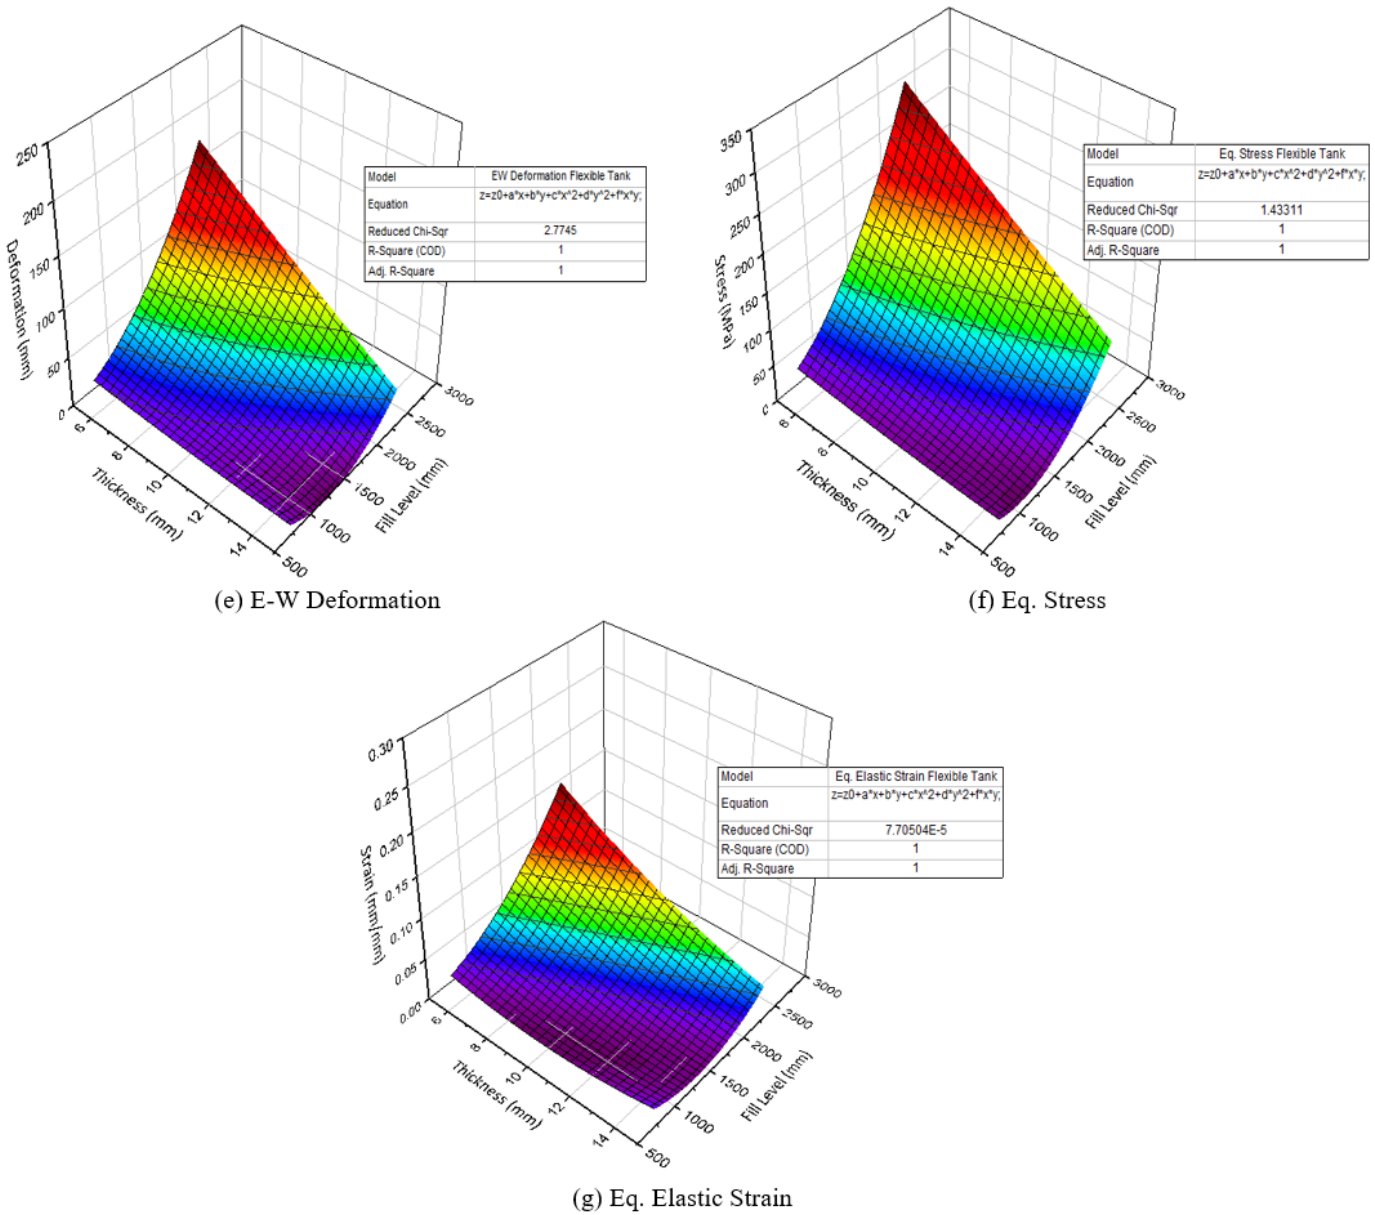 250
200
150
100
50
0
Deformation (mm)
6
8
10
12
14
Thickness (mm)
500
1000
1500
2000
2500
3000
Fill Level (mm)
Model EW Deformation Flexible Tank
Equation z=z0+a*x+b*y+c*x^2+d*y^2+f*x*y;
Reduced Chi-Sqr 2.7745
R-Square (COD) 1
Adj. R-Square 1
(e) E-W Deformation
350
300
250
200
150
100
50
0
Stress (MPa)
6
8
10
12
14
Thickness (mm)
500
1000
1500
2000
2500
3000
Fill Level (mm)
Model Eq. Stress Flexible Tank
Equation z=z0+a*x+b*y+c*x^2+d*y^2+f*x*y;
Reduced Chi-Sqr 1.43311
R-Square (COD) 1
Adj. R-Square 1
(f) Eq. Stress
0.30
0.25
0.20
0.15
0.10
0.05
0.00
Strain (mm/mm)
6
8
10
12
14
Thickness (mm)
500
1000
1500
2000
2500
3000
Fill Level (mm)
Model Eq. Elastic Strain Flexible Tank
Equation z=z0+a*x+b*y+c*x^2+d*y^2+f*x*y;
Reduced Chi-Sqr 7.70504E-5
R-Square (COD) 1
Adj. R-Square 1
(g) Eq. Elastic Strain